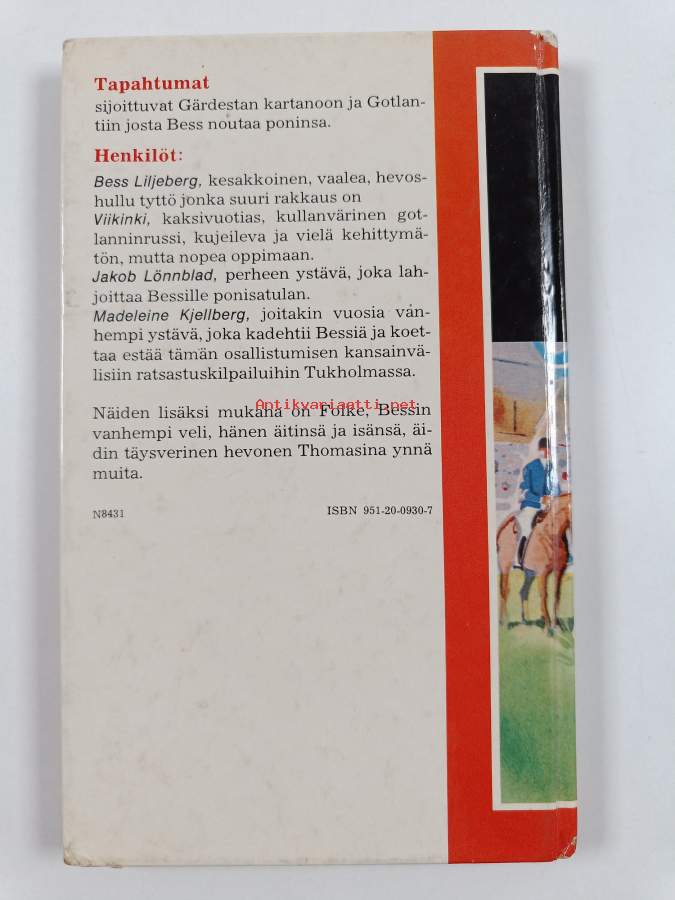 Tapahtumat
sijoittuvat Gärdestan kartanoon ja Gotlan-
tiin josta Bess noutaa poninsa.
Henkilöt:
Bess Liljeberg, kesakkoinen, vaalea, hevos-
hullu tyttö jonka suuri rakkaus on
Viikinki, kaksivuotias, kullanvärinen got-
lanninrussi, kujeileva ja vielä kehittymä-
tön, mutta nopea oppimaan.
Jakob Lönnblad, perheen ystävä, joka lah-
joittaa Bessille ponisatulan.
Madeleine Kjellberg, joitakin vuosia van-
hempi ystävä, joka kadehtii Bessiä ja koet-
taa estää tämän osallistumisen kansainvä-
lisiin ratsastuskilpailuihin Tukholmassa.
Antikvariaatti.net
Näiden lisäksi mukana on Folke, Bessin
vanhempi veli, hänen äitinsä ja isänsä, äi-
din täysverinen hevonen Thomasina ynnä
muita.
N8431
ISBN 951-20-0930-7